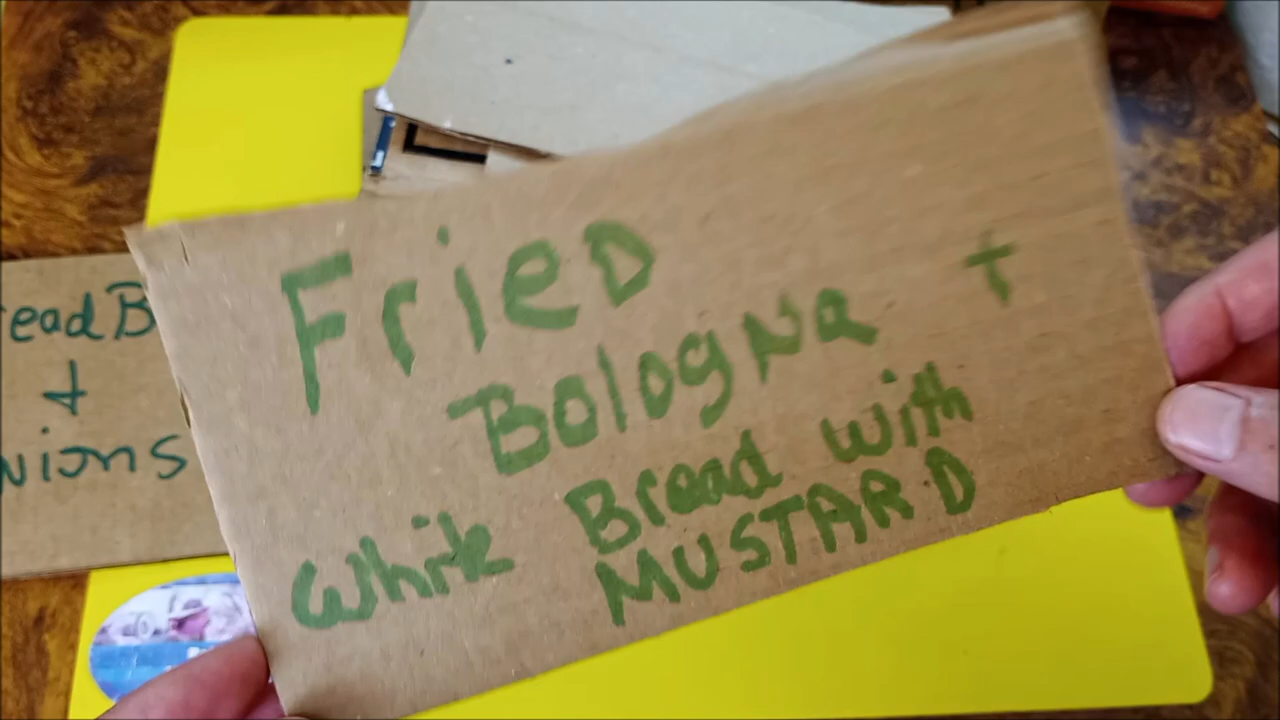 Fried
Bologna +
White Bread with
MUSTARD
ead B
+
nions